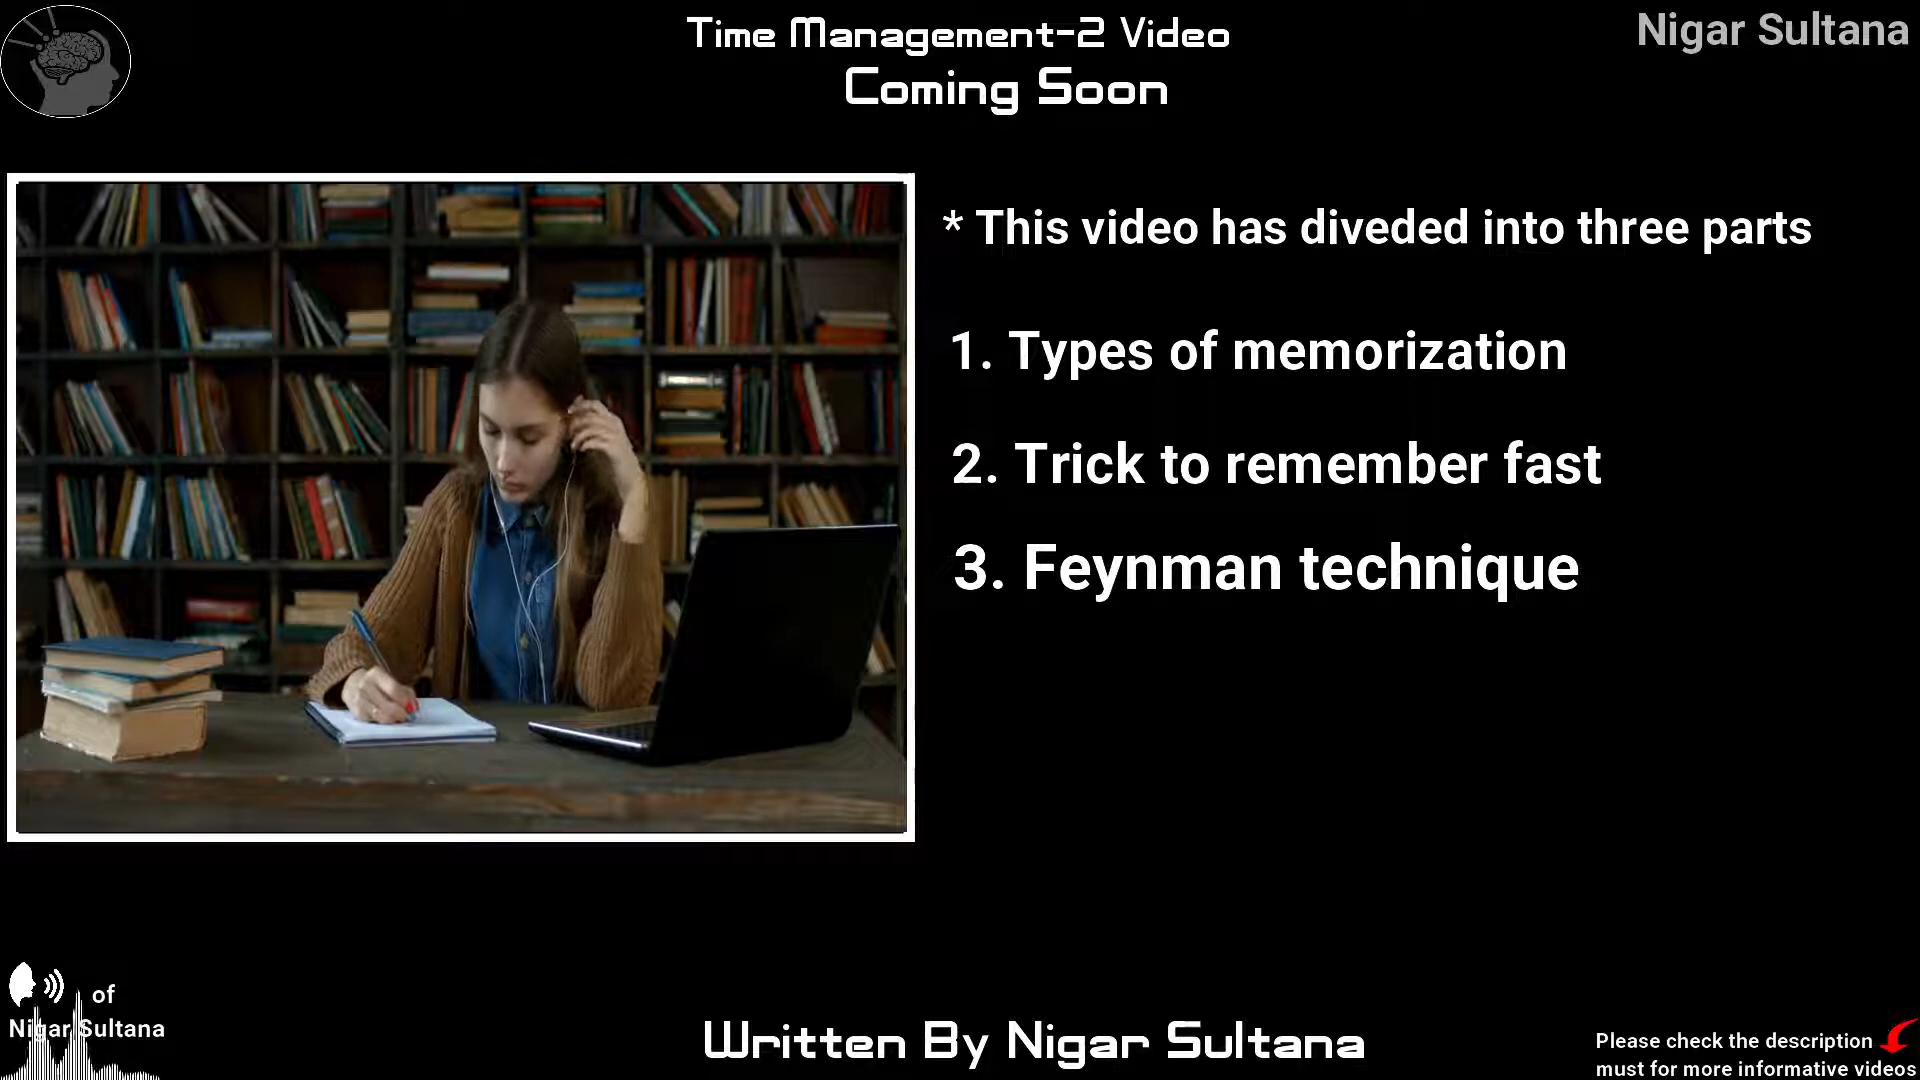 Time Management-2 Video
Coming Soon
Nigar Sultana
* This video has diveded into three parts
1. Types of memorization
2. Trick to remember fast
3. Feynman technique
of
Nigar Sultana
Written By Nigar Sultana
Please check the description
must for more informative videos